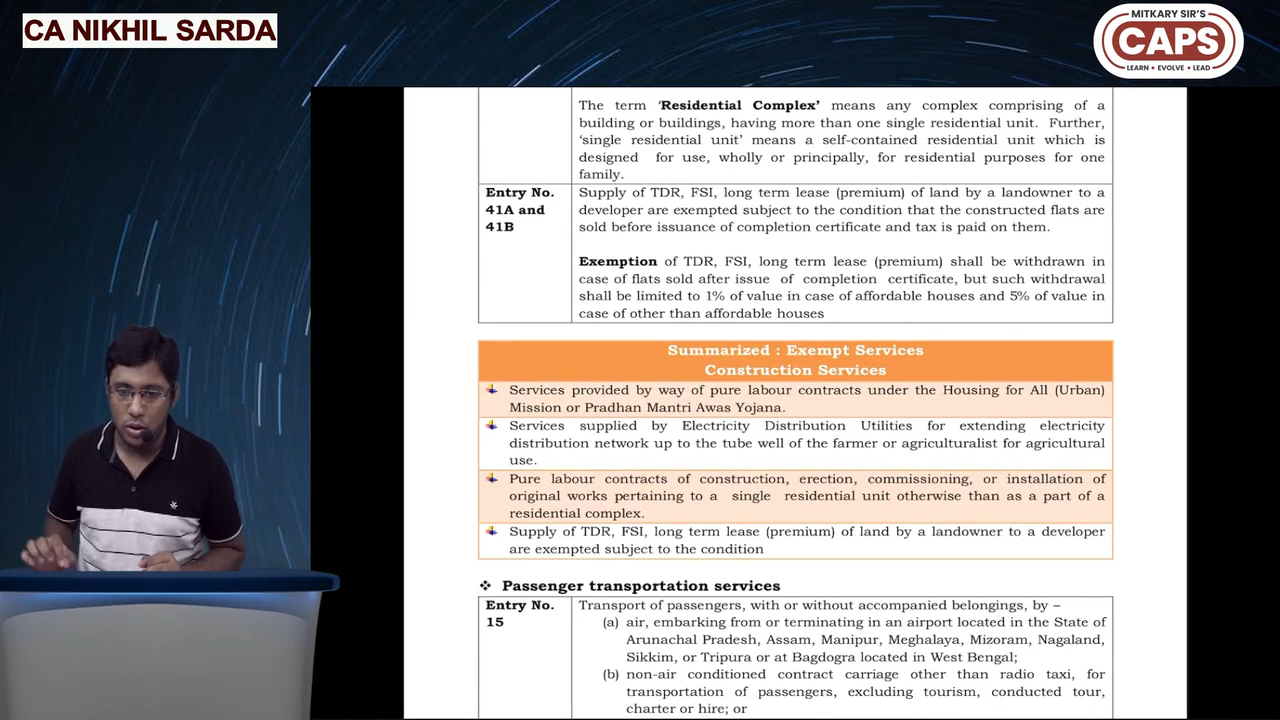 CA NIKHIL SARDA
MITKARY SIR'S
CAPS
LEARN • EVOLVE • LEAD
The term ‘Residential Complex’ means any complex comprising of a
building or buildings, having more than one single residential unit. Further,
‘single residential unit’ means a self-contained residential unit which is
designed for use, wholly or principally, for residential purposes for one
family.
Entry No.
41A and
41B
Supply of TDR, FSI, long term lease (premium) of land by a landowner to a
developer are exempted subject to the condition that the constructed flats are
sold before issuance of completion certificate and tax is paid on them.
Exemption of TDR, FSI, long term lease (premium) shall be withdrawn in
case of flats sold after issue of completion certificate, but such withdrawal
shall be limited to 1% of value in case of affordable houses and 5% of value in
case of other than affordable houses
Summarized : Exempt Services
Construction Services
Services provided by way of pure labour contracts under the Housing for All (Urban)
Mission or Pradhan Mantri Awas Yojana.
Services supplied by Electricity Distribution Utilities for extending electricity
distribution network up to the tube well of the farmer or agriculturalist for agricultural
use.
Pure labour contracts of construction, erection, commissioning, or installation of
original works pertaining to a single residential unit otherwise than as a part of a
residential complex.
Supply of TDR, FSI, long term lease (premium) of land by a landowner to a developer
are exempted subject to the condition
❖ Passenger transportation services
Entry No.
15
Transport of passengers, with or without accompanied belongings, by –
(a) air, embarking from or terminating in an airport located in the State of
Arunachal Pradesh, Assam, Manipur, Meghalaya, Mizoram, Nagaland,
Sikkim, or Tripura or at Bagdogra located in West Bengal;
(b) non-air conditioned contract carriage other than radio taxi, for
transportation of passengers, excluding tourism, conducted tour,
charter or hire; or